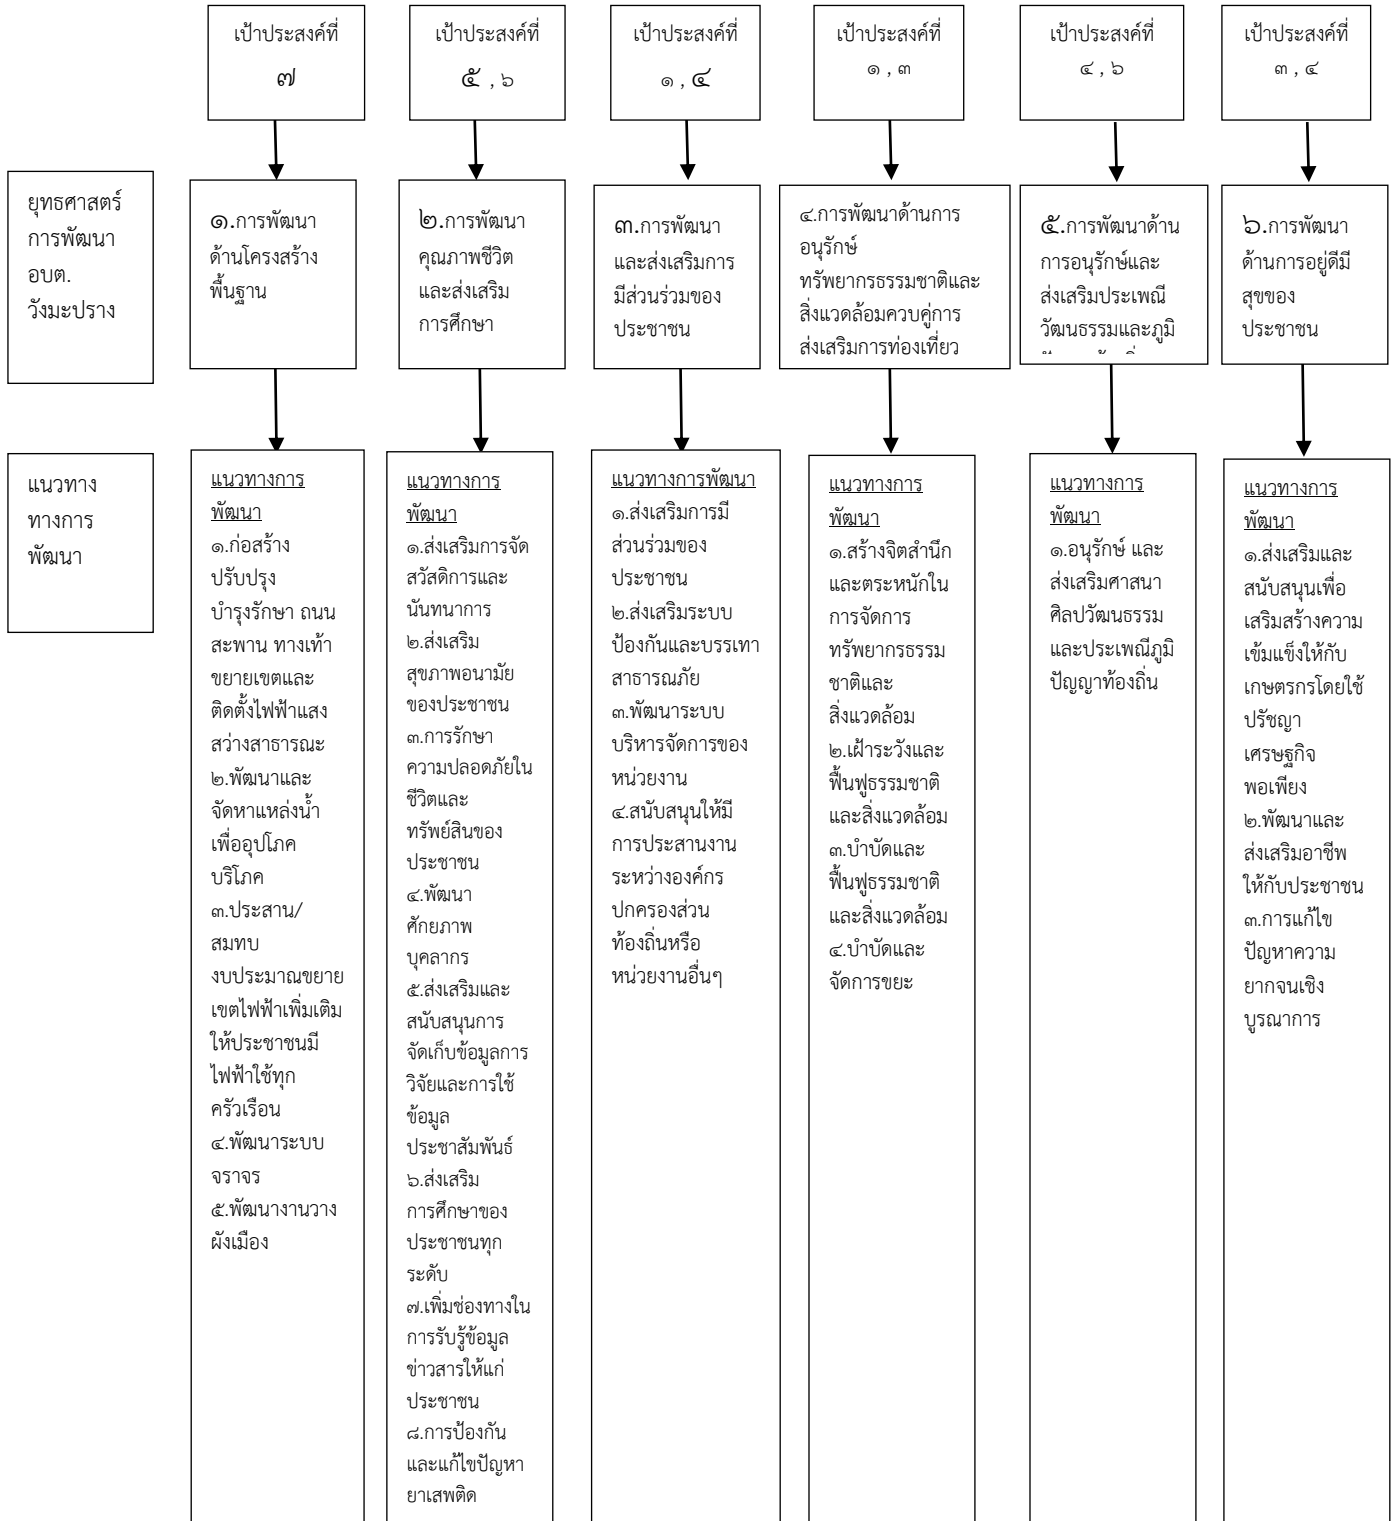 เป้าประสงค์ที่
๗
เป้าประสงค์ที่
๕ , ๖
เป้าประสงค์ที่
๑ , ๔
เป้าประสงค์ที่
๑ , ๓
เป้าประสงค์ที่
๔ , ๖
เป้าประสงค์ที่
๓ , ๔
ยุทธศาสตร์
การพัฒนา
อบต.
วังมะปราง
๑.การพัฒนา
ด้านโครงสร้าง
พื้นฐาน
๒.การพัฒนา
คุณภาพชีวิต
และส่งเสริม
การศึกษา
๓.การพัฒนา
และส่งเสริมการ
มีส่วนร่วมของ
ประชาชน
๔.การพัฒนาด้านการ
อนุรักษ์
ทรัพยากรธรรมชาติและ
สิ่งแวดล้อมควบคู่การ
ส่งเสริมการท่องเที่ยว
๕.การพัฒนาด้าน
การอนุรักษ์และ
ส่งเสริมประเพณี
วัฒนธรรมและภูมิ
๖.การพัฒนา
ด้านการอยู่ดีมี
สุขของ
ประชาชน
แนวทาง
ทางการ
พัฒนา
แนวทางการ
พัฒนา
๑.ก่อสร้าง
ปรับปรุง
บำรุงรักษา ถนน
สะพาน ทางเท้า
ขยายเขตและ
ติดตั้งไฟฟ้าแสง
สว่างสาธารณะ
๒.พัฒนาและ
จัดหาแหล่งน้ำ
เพื่ออุปโภค
บริโภค
๓.ประสาน/
สมทบ
งบประมาณขยาย
เขตไฟฟ้าเพิ่มเติม
ให้ประชาชนมี
ไฟฟ้าใช้ทุก
ครัวเรือน
๔.พัฒนาระบบ
จราจร
๕.พัฒนางานวาง
ผังเมือง
แนวทางการ
พัฒนา
๑.ส่งเสริมการจัด
สวัสดิการและ
นันทนาการ
๒.ส่งเสริม
สุขภาพอนามัย
ของประชาชน
๓.การรักษา
ความปลอดภัยใน
ชีวิตและ
ทรัพย์สินของ
ประชาชน
๔.พัฒนา
ศักยภาพ
บุคลากร
๕.ส่งเสริมและ
สนับสนุนการ
จัดเก็บข้อมูลการ
วิจัยและการใช้
ข้อมูล
ประชาสัมพันธ์
๖.ส่งเสริม
การศึกษาของ
ประชาชนทุก
ระดับ
๗.เพิ่มช่องทางใน
การรับรู้ข้อมูล
ข่าวสารให้แก่
ประชาชน
๘.การป้องกัน
และแก้ไขปัญหา
ยาเสพติด
แนวทางการพัฒนา
๑.ส่งเสริมการมี
ส่วนร่วมของ
ประชาชน
๒.ส่งเสริมระบบ
ป้องกันและบรรเทา
สาธารณภัย
๓.พัฒนาระบบ
บริหารจัดการของ
หน่วยงาน
๔.สนับสนุนให้มี
การประสานงาน
ระหว่างองค์กร
ปกครองส่วน
ท้องถิ่นหรือ
หน่วยงานอื่นๆ
แนวทางการ
พัฒนา
๑.สร้างจิตสำนึก
และตระหนักใน
การจัดการ
ทรัพยากรธรรม
ชาติและ
สิ่งแวดล้อม
๒.เฝ้าระวังและ
ฟื้นฟูธรรมชาติ
และสิ่งแวดล้อม
๓.บำบัดและ
ฟื้นฟูธรรมชาติ
และสิ่งแวดล้อม
๔.บำบัดและ
จัดการขยะ
แนวทางการ
พัฒนา
๑.อนุรักษ์ และ
ส่งเสริมศาสนา
ศิลปวัฒนธรรม
และประเพณีภูมิ
ปัญญาท้องถิ่น
แนวทางการ
พัฒนา
๑.ส่งเสริมและ
สนับสนุนเพื่อ
เสริมสร้างความ
เข้มแข็งให้กับ
เกษตรกรโดยใช้
ปรัชญา
เศรษฐกิจ
พอเพียง
๒.พัฒนาและ
ส่งเสริมอาชีพ
ให้กับประชาชน
๓.การแก้ไข
ปัญหาความ
ยากจนเชิง
บูรณาการ